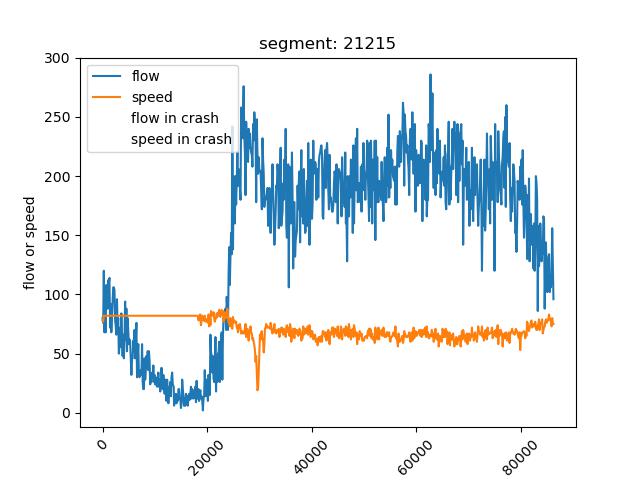 segment: 21215
300
250
200
150
100
50
0
flow or speed
flow
speed
flow in crash
speed in crash
0
20000
40000
60000
80000